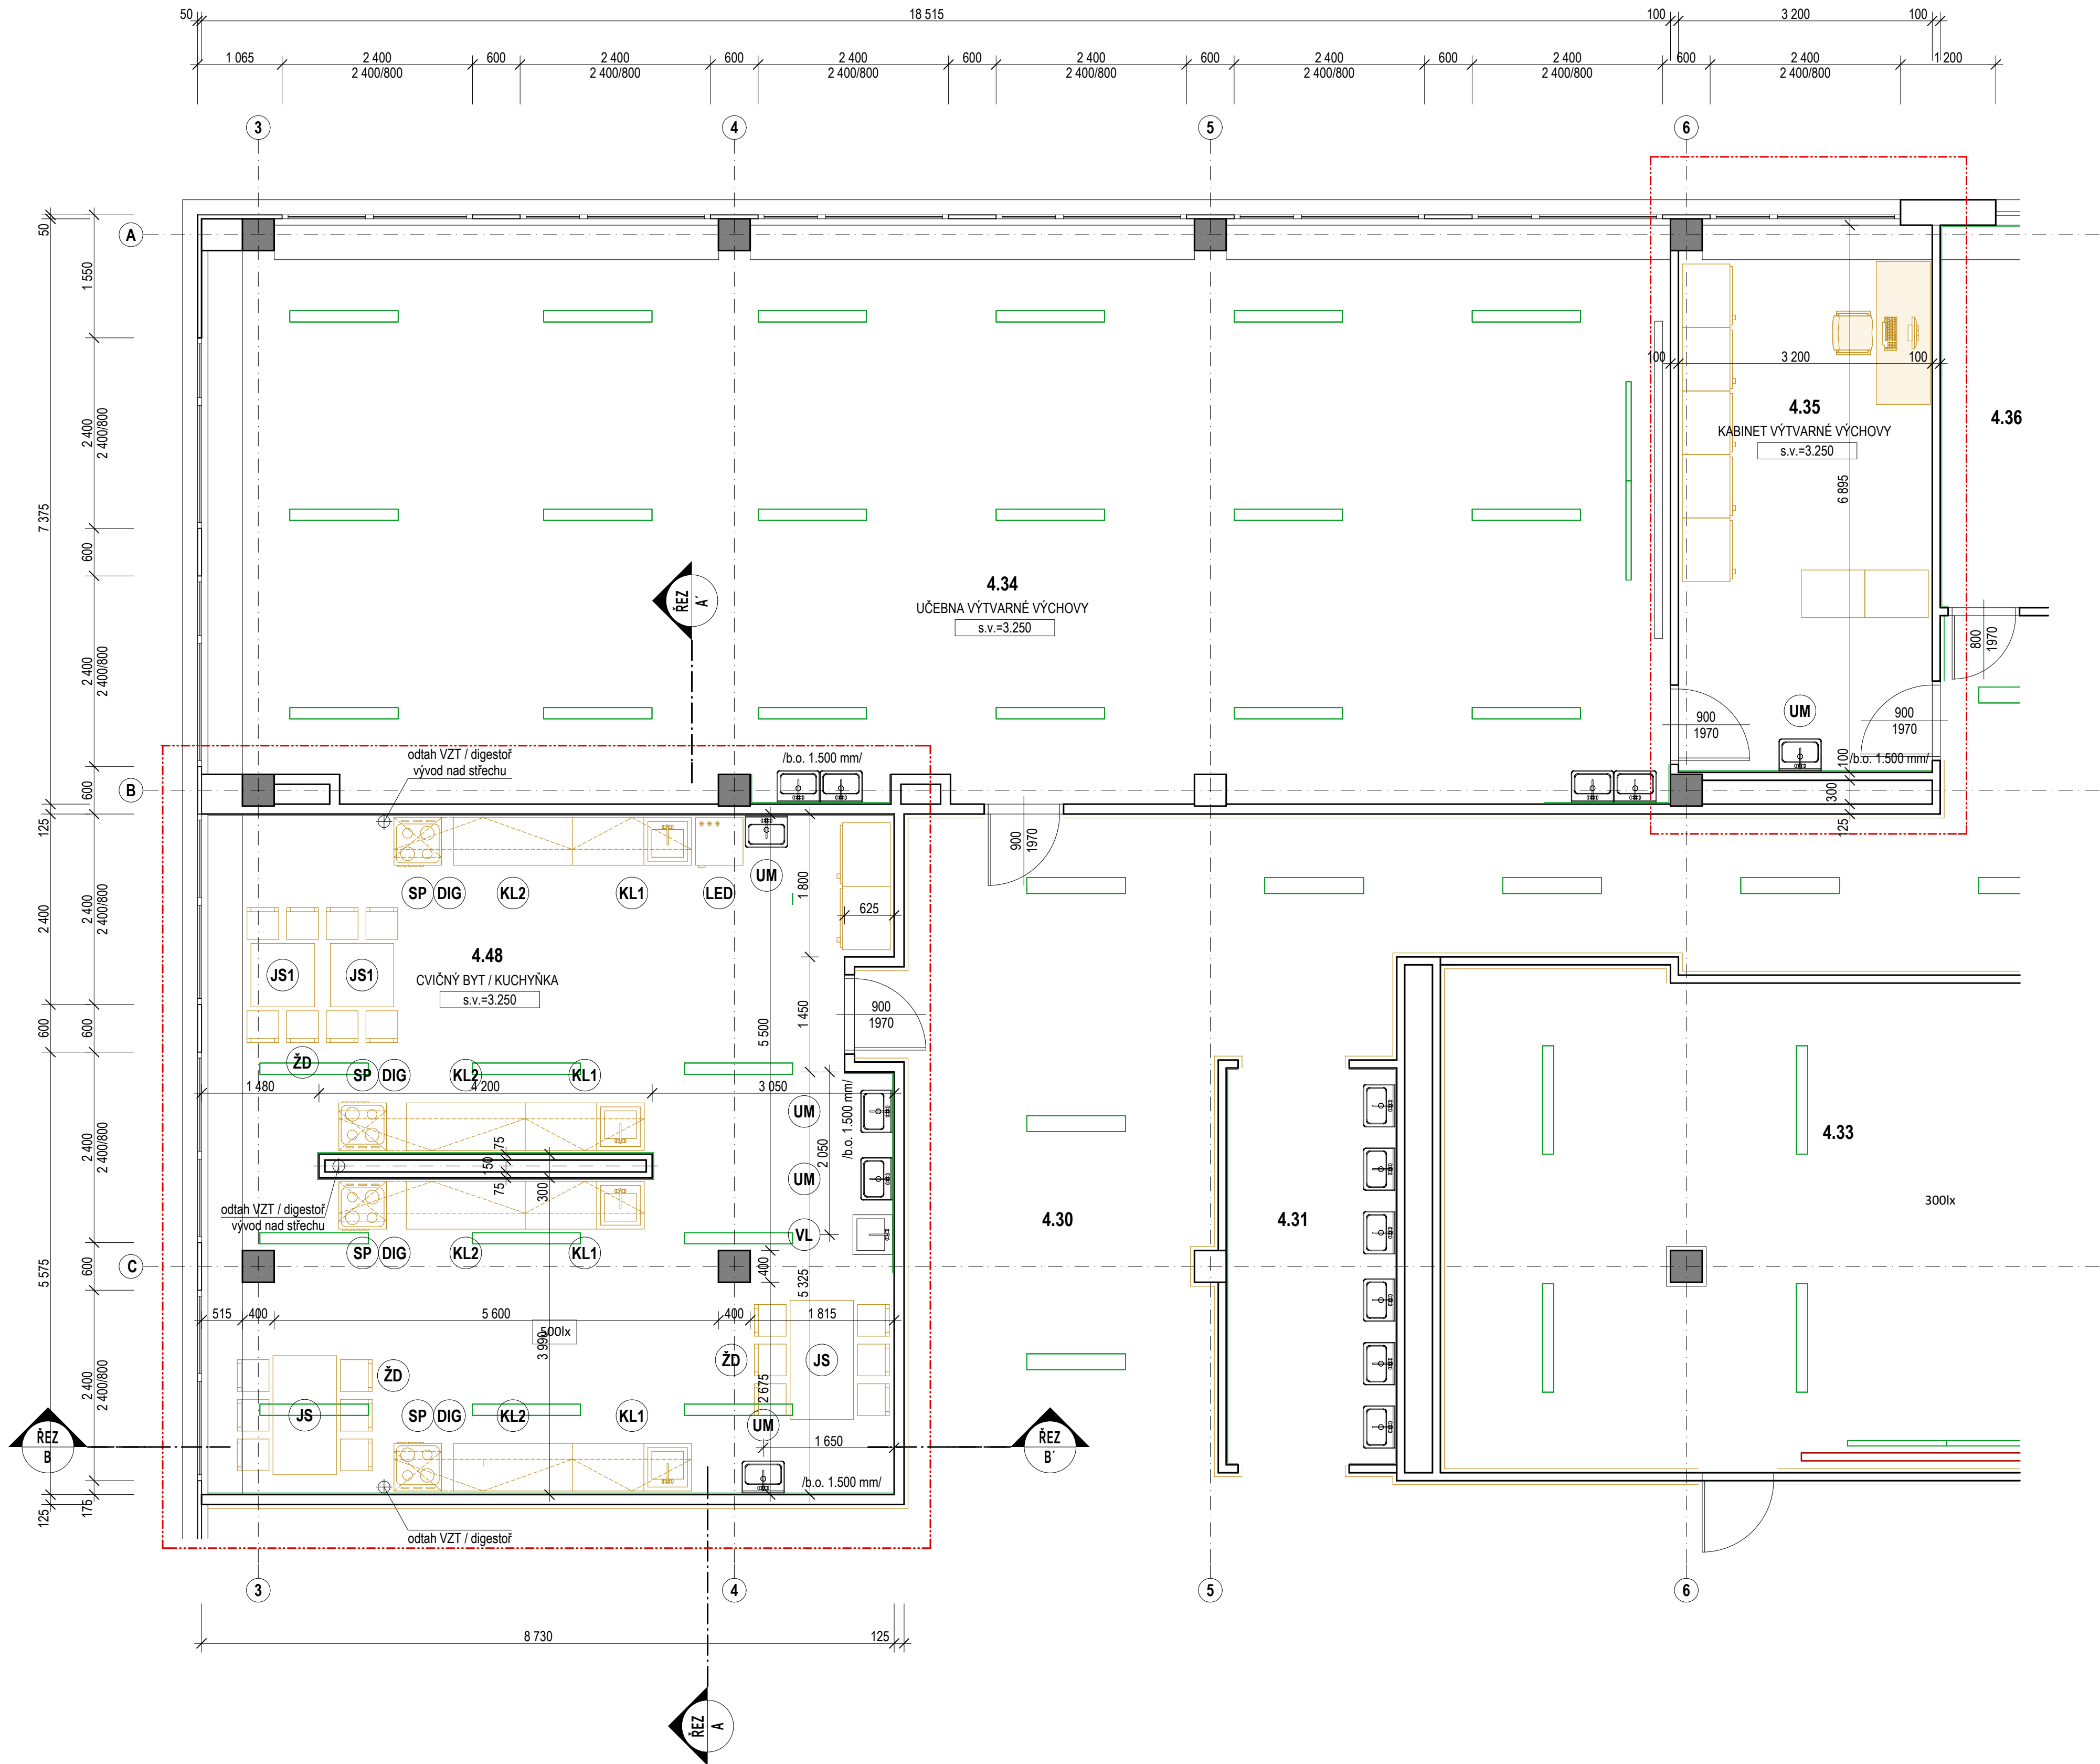 50
18 515
100
3 200
100
1 065
2 400
2 400/800
600
2 400
2 400/800
600
2 400
2 400/800
600
2 400
2 400/800
600
2 400
2 400/800
600
2 400
2 400/800
600
2 400
2 400/800
1 200
3
4
5
6
A
B
C
50
7 375
125
2 400
600
5 575
125
1 550
2 400
2 400/800
600
2 400
2 400/800
600
2 400
2 400/800
600
2 400
2 400/800
600
2 400
2 400/800
175
100
3 200
100
4.35
KABINET VÝTVARNÉ VÝCHOVY
s.v.=3.250
6 895
4.36
4.34
UČEBNA VÝTVARNÉ VÝCHOVY
s.v.=3.250
ŘEZ
A´
800
1970
900
1970
UM
900
1970
/b.o. 1.500 mm/
100
300
125
odtah VZT / digestoř
vývod nad střechu
/b.o. 1.500 mm/
900
1970
SP
DIG
KL2
KL1
LED
UM
1 800
625
4.48
CVIČNÝ BYT / KUCHYŇKA
s.v.=3.250
JS1
JS1
900
1970
1 450
5 500
ŽD
SP
DIG
KL2
KL1
1 480
4 200
3 050
UM
/b.o. 1.500 mm/
2 050
75
150
75
300
UM
odtah VZT / digestoř
vývod nad střechu
VL
SP
DIG
KL2
KL1
400
5 325
515
400
5 600
400
1 815
500lx
3 990
ŽD
ŽD
JS
2 675
JS
SP
DIG
KL2
KL1
UM
1 650
/b.o. 1.500 mm/
odtah VZT / digestoř
4.30
4.31
4.33
300lx
ŘEZ
B
ŘEZ
B´
3
4
5
6
8 730
125
ŘEZ
A